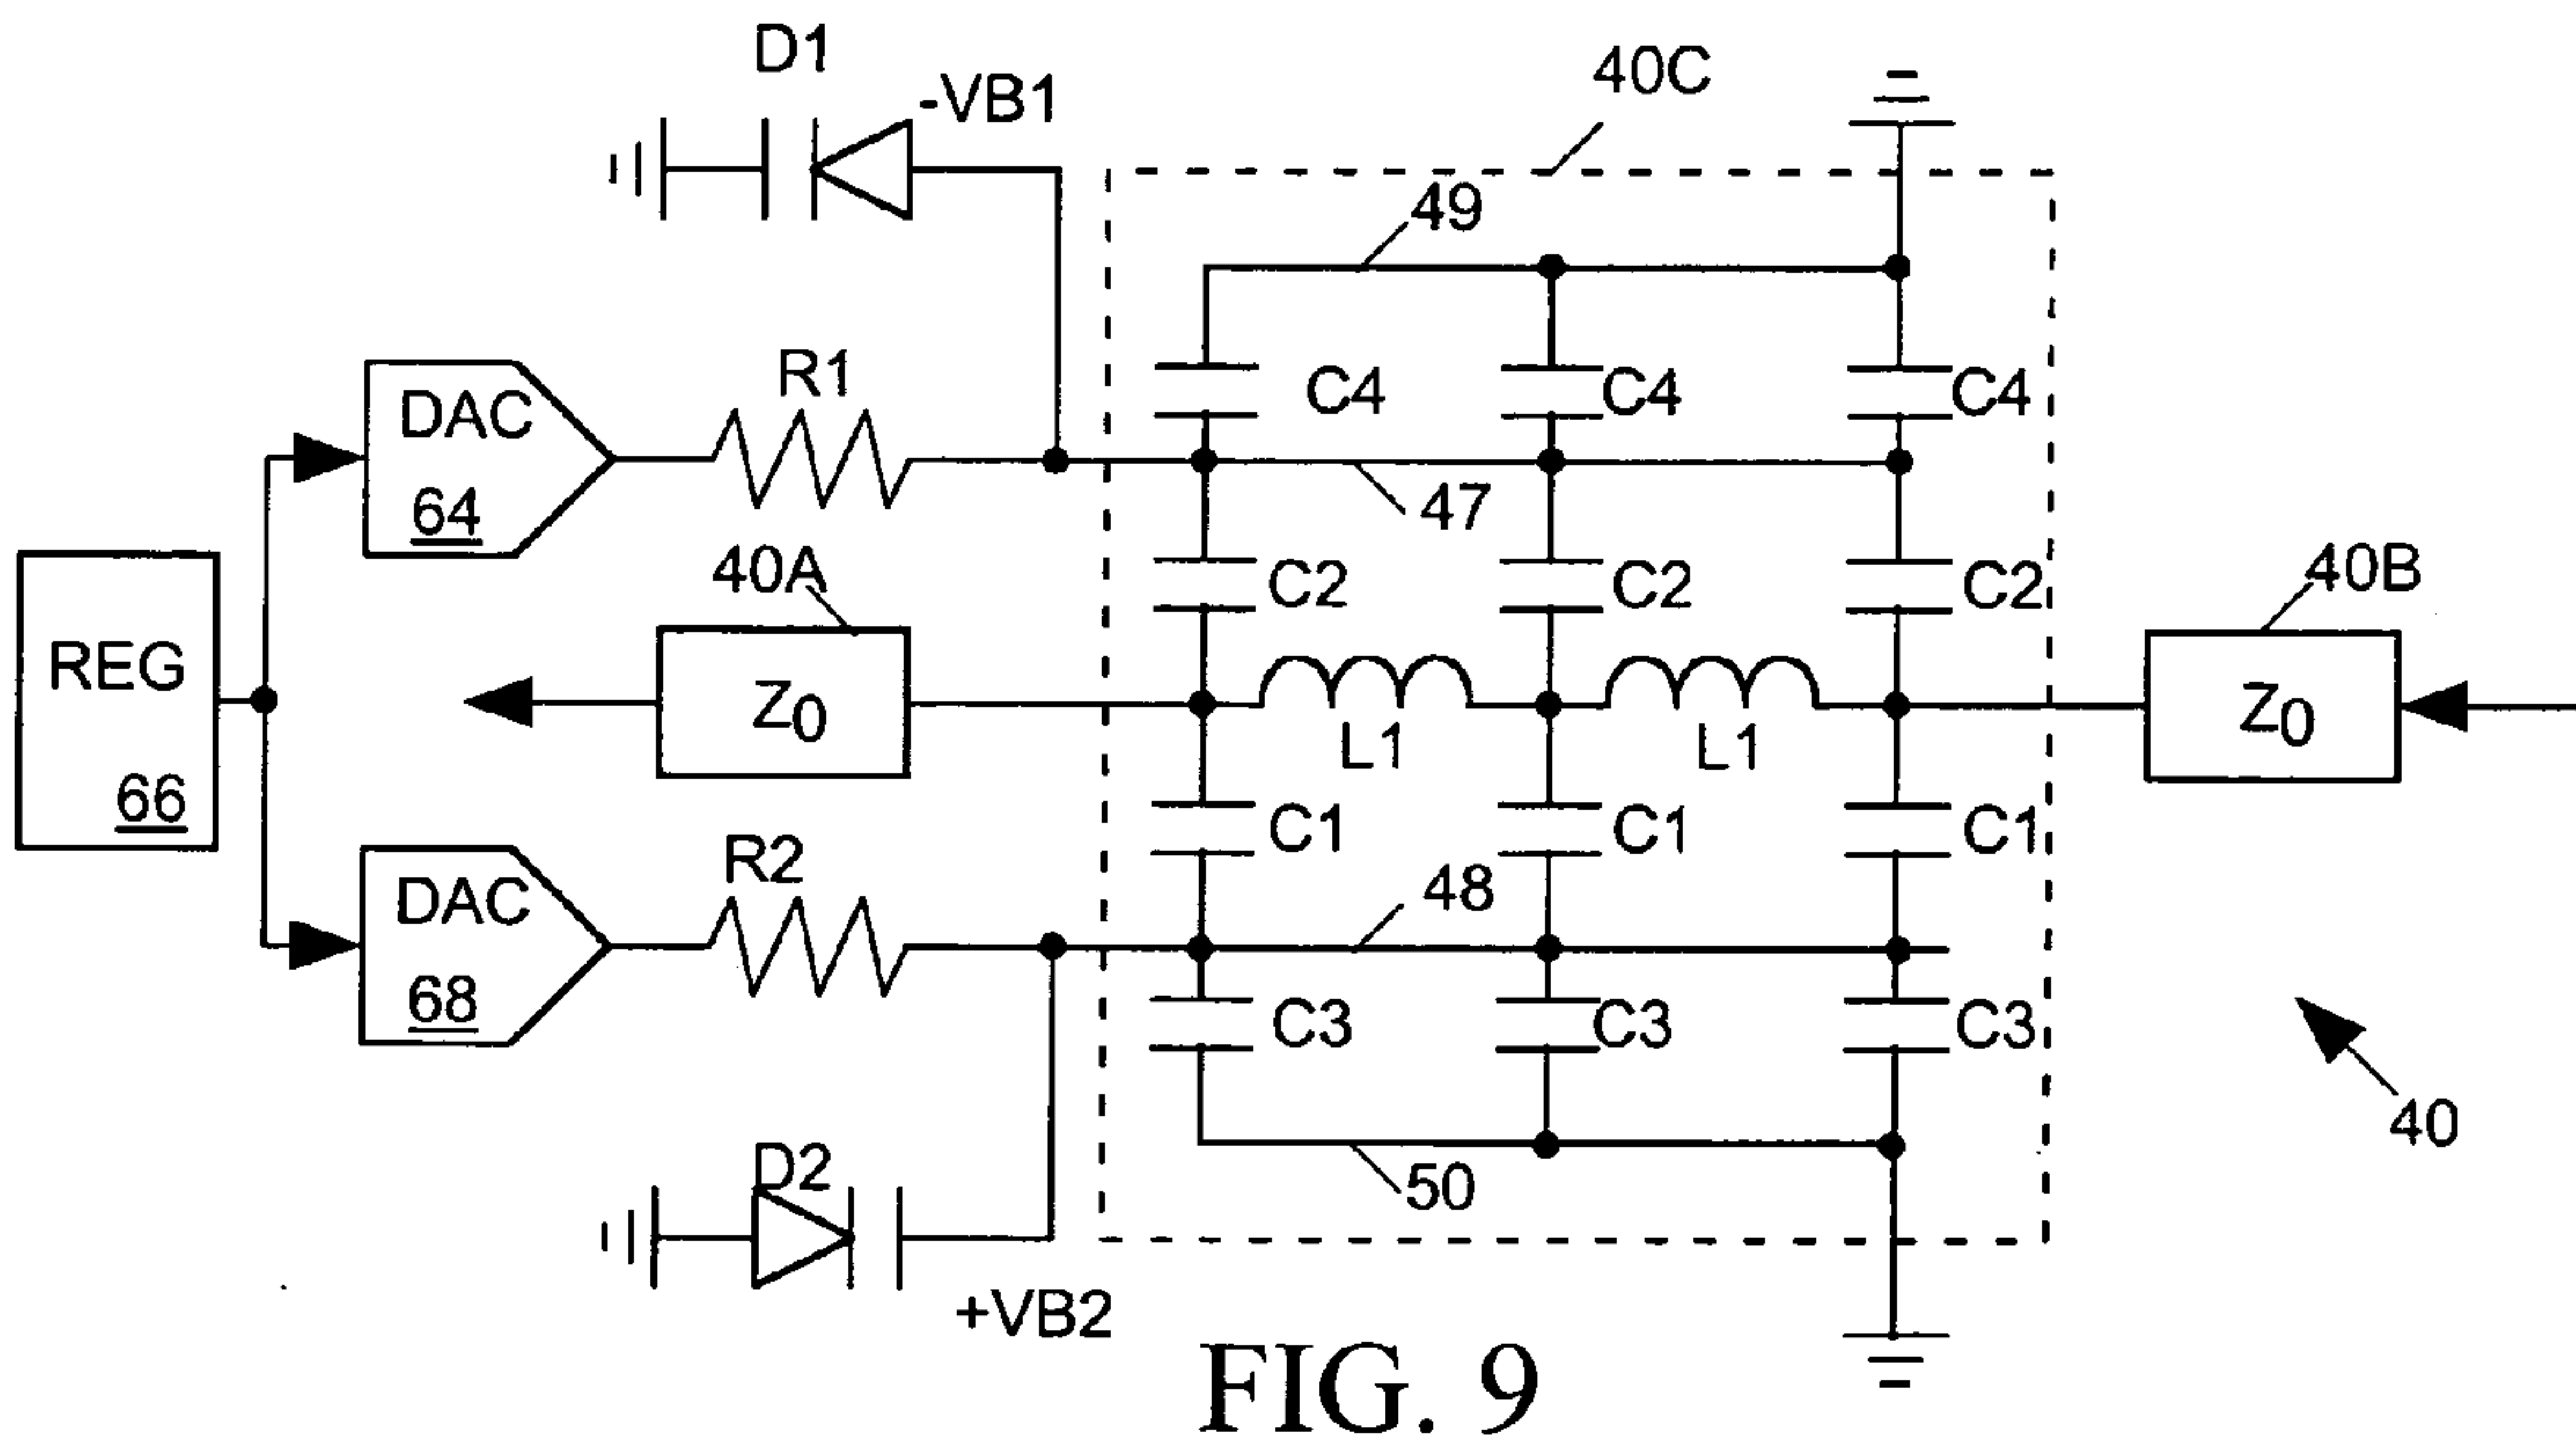 D1
-VB1
40C
49
C4 C4 C4
R1
DAC
64
47
40A
C2 C2 C2
40B
REG
66
Z0
L1 L1
Z0
C1 C1 C1
R2
48
DAC
68
C3 C3 C3
40
D2
50
+VB2
FIG. 9